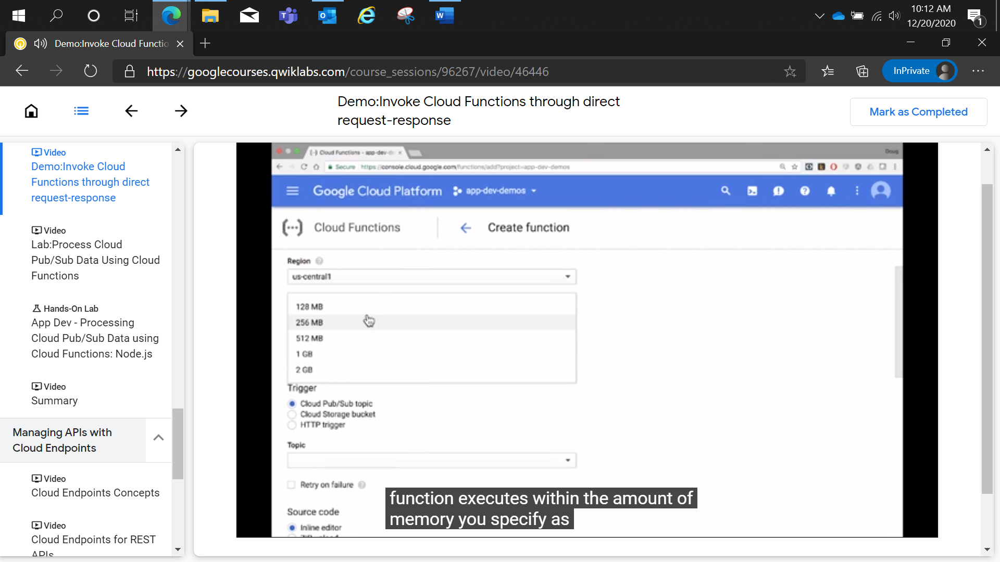 10:12 AM
12/20/2020
1
Demo:Invoke Cloud Functio
https://googlecourses.qwiklabs.com/course_sessions/96267/video/46446
InPrivate
Demo:Invoke Cloud Functions through direct
request-response
Mark as Completed
Video
Demo:Invoke Cloud
Functions through direct
request-response
Video
Lab:Process Cloud
Pub/Sub Data Using Cloud
Functions
Hands-On Lab
App Dev - Processing
Cloud Pub/Sub Data using
Cloud Functions: Node.js
Video
Summary
Managing APIs with
Cloud Endpoints
Video
Cloud Endpoints Concepts
Video
Cloud Endpoints for REST
APIs
Cloud Functions - app-dev-d
Doug
Secure https://console.cloud.google.com/functions/add?project=app-dev-demos
Google Cloud Platform app-dev-demos
Cloud Functions Create function
Region
us-central1
128 MB
256 MB
512 MB
1 GB
2 GB
Trigger
Cloud Pub/Sub topic
Cloud Storage bucket
HTTP trigger
Topic
Retry on failure
Source code
Inline editor
ZIP upload
function executes within the amount of
memory you specify as